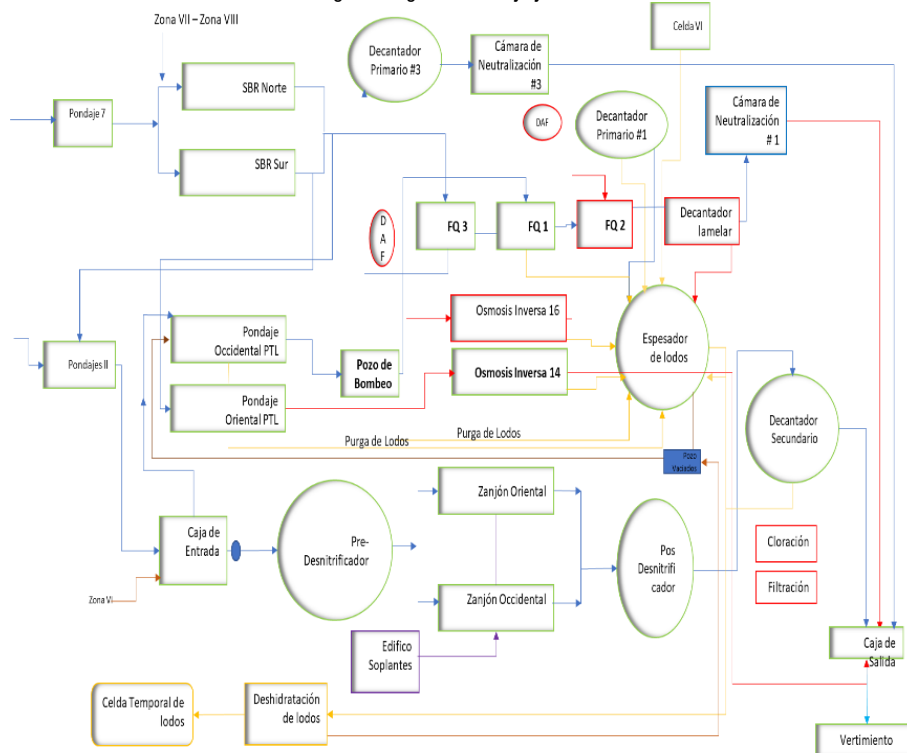 Zona VII – Zona VIII
Celda VI
Decantador
Primario #3
Cámara de
Neutralización
#3
SBR Norte
Pondaje 7
SBR Sur
DAF
Decantador
Primario #1
Cámara de
Neutralización
# 1
D
A
F
FQ 3
FQ 1
FQ 2
Decantador
lamelar
Osmosis Inversa 16
Espesador
de lodos
Pondajes III
Pondaje
Occidental PTL
Pozo de
Bombeo
Osmosis Inversa 14
Pondaje
Oriental PTL
Purga de Lodos
Purga de Lodos
Decantador
Secundario
Pozo
Zanjón Oriental
Caja de
Entrada
Pre-
Desnitrificador
Pos
Desnitrifi
cador
Cloración
Filtración
Zona VI
Zanjón Occidental
Edifico
Soplantes
Caja de
Salida
Celda Temporal de
lodos
Deshidratación
de lodos
Vertimiento